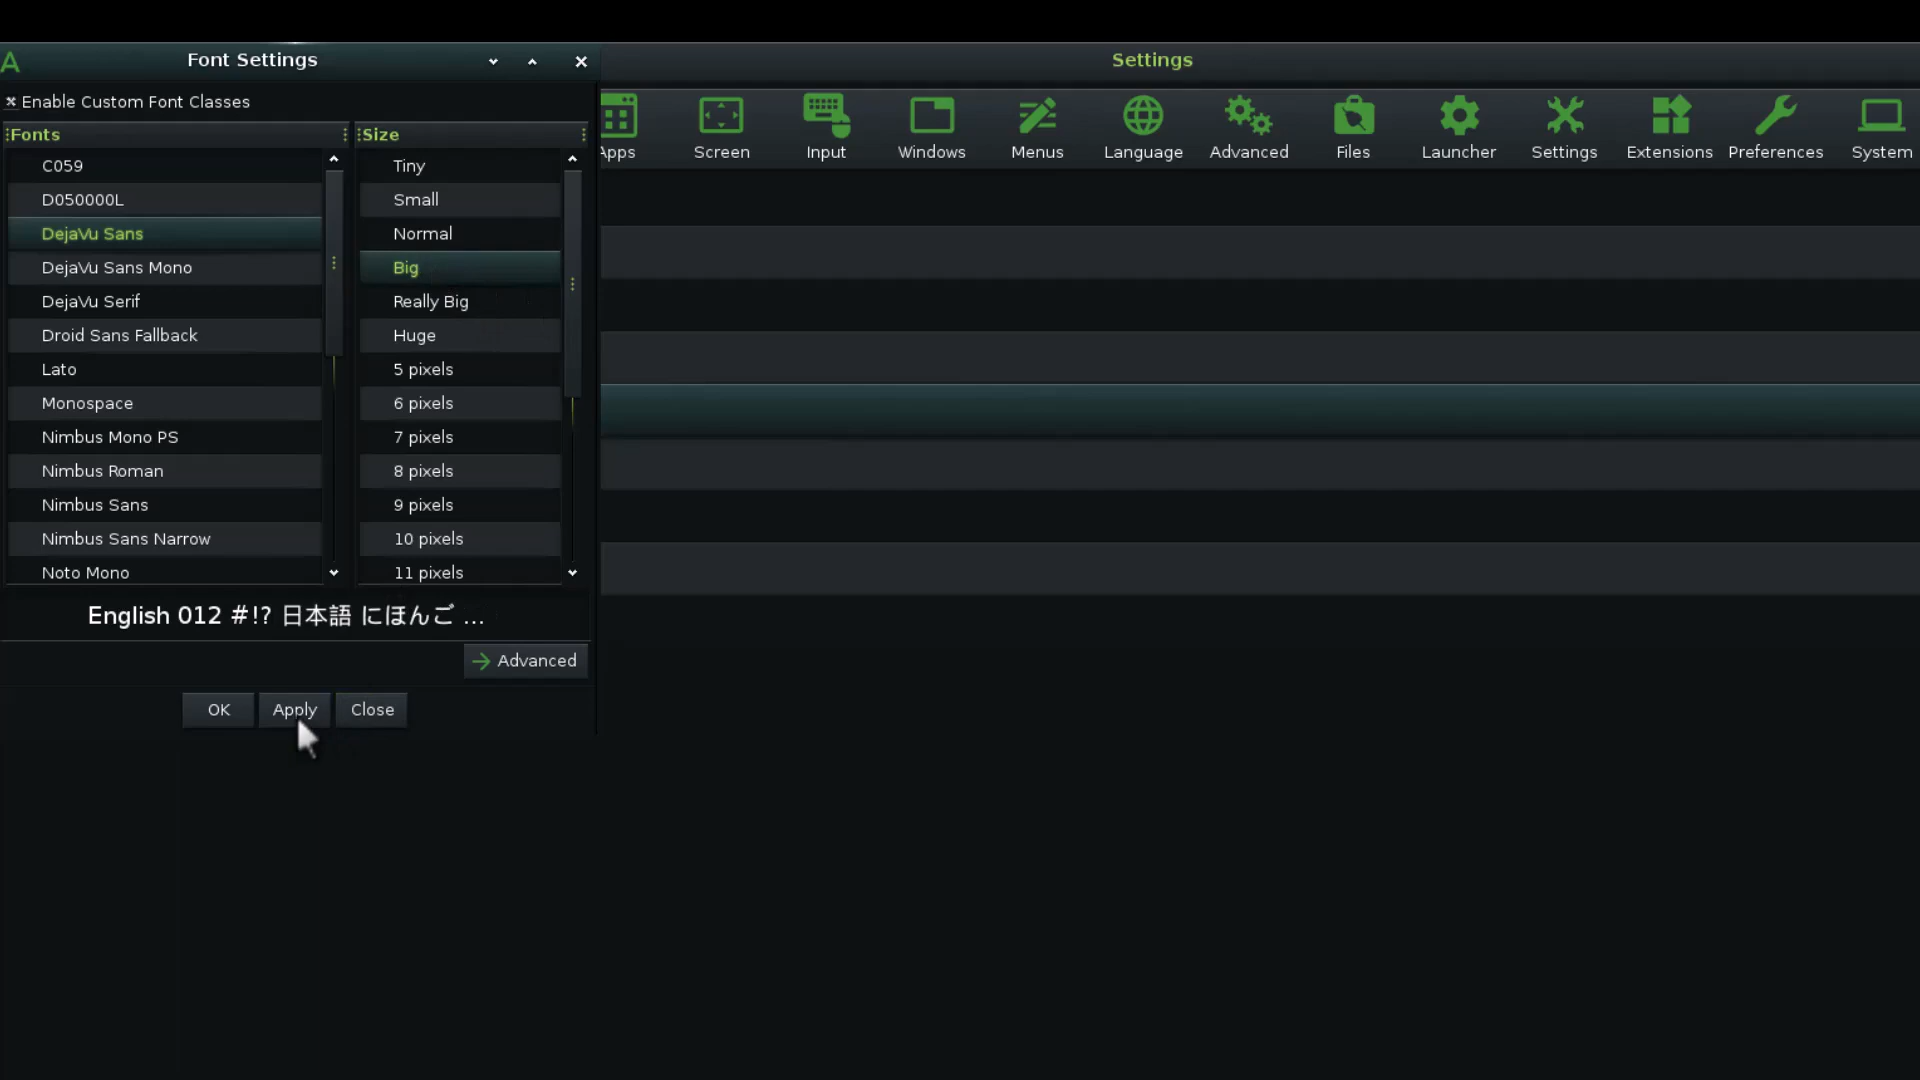 Font Settings
Settings
Enable Custom Font Classes
Fonts
Size
C059
D050000L
DejaVu Sans
DejaVu Sans Mono
DejaVu Serif
Droid Sans Fallback
Lato
Monospace
Nimbus Mono PS
Nimbus Roman
Nimbus Sans
Nimbus Sans Narrow
Noto Mono
Tiny
Small
Normal
Big
Really Big
Huge
5 pixels
6 pixels
7 pixels
8 pixels
9 pixels
10 pixels
11 pixels
English 012 #!? 日本語 にほんご ...
Advanced
OK
Apply
Close
Apps
Screen
Input
Windows
Menus
Language
Advanced
Files
Launcher
Settings
Extensions
Preferences
System